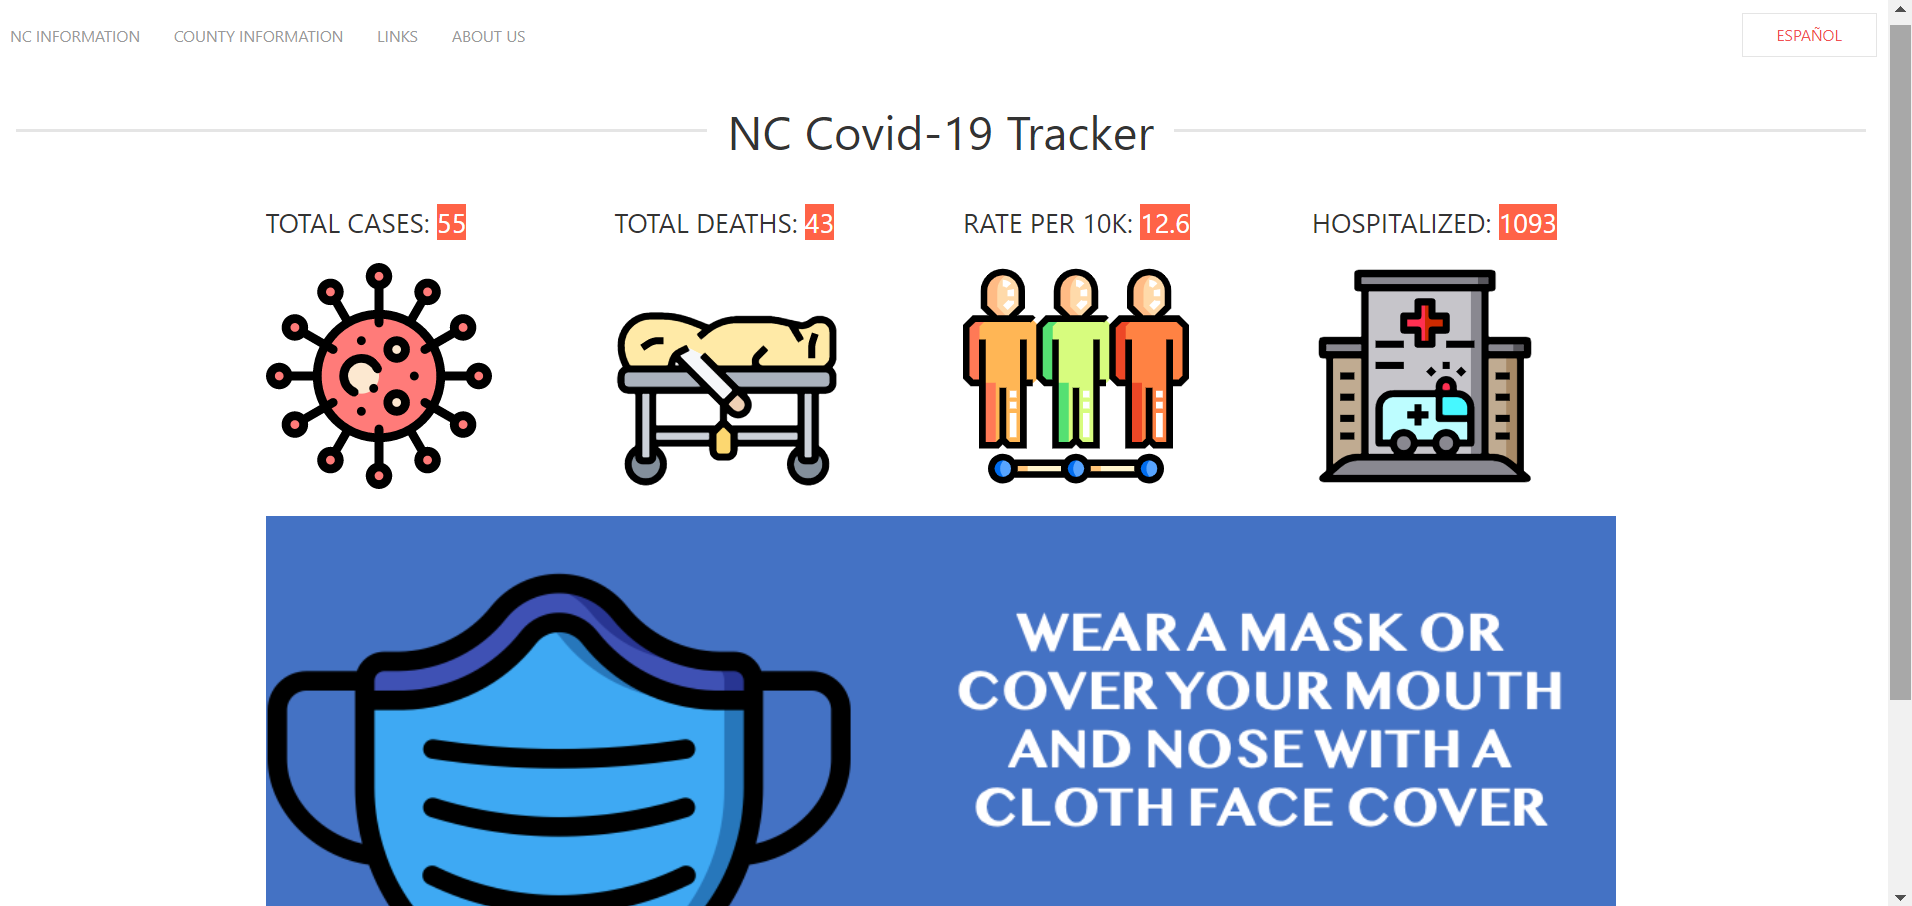 NC INFORMATION COUNTY INFORMATION LINKS ABOUT US ESPAÑOL
NC Covid-19 Tracker
TOTAL CASES: 55 TOTAL DEATHS: 43 RATE PER 10K: 12.6 HOSPITALIZED: 1093
WEAR A MASK OR
COVER YOUR MOUTH
AND NOSE WITH A
CLOTH FACE COVER